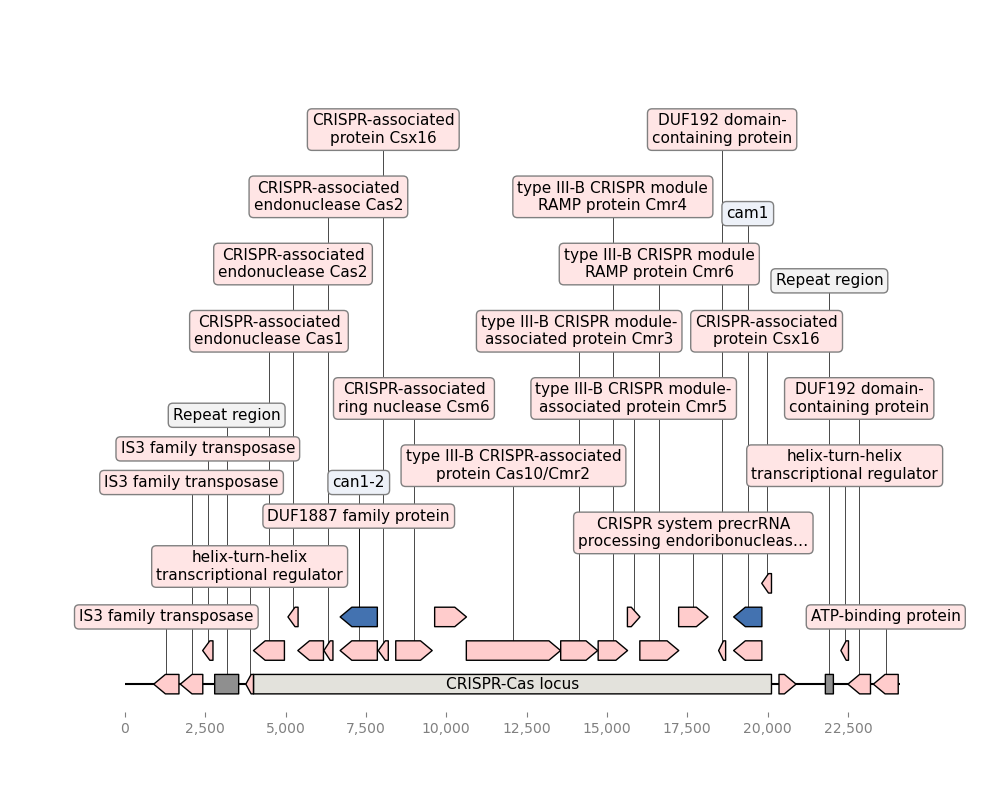 CRISPR-associated
protein Csx16
DUF192 domain-
containing protein
CRISPR-associated
endonuclease Cas2
type III-B CRISPR module
RAMP protein Cmr4
cam1
CRISPR-associated
endonuclease Cas2
type III-B CRISPR module
RAMP protein Cmr6
Repeat region
CRISPR-associated
endonuclease Cas1
type III-B CRISPR module-
associated protein Cmr3
CRISPR-associated
protein Csx16
CRISPR-associated
ring nuclease Csm6
type III-B CRISPR module-
associated protein Cmr5
DUF192 domain-
containing protein
Repeat region
IS3 family transposase
type III-B CRISPR-associated
protein Cas10/Cmr2
helix-turn-helix
transcriptional regulator
IS3 family transposase
can1-2
DUF1887 family protein
CRISPR system precrRNA
processing endoribonucleas...
helix-turn-helix
transcriptional regulator
IS3 family transposase
ATP-binding protein
CRISPR-Cas locus
0
2,500
5,000
7,500
10,000
12,500
15,000
17,500
20,000
22,500